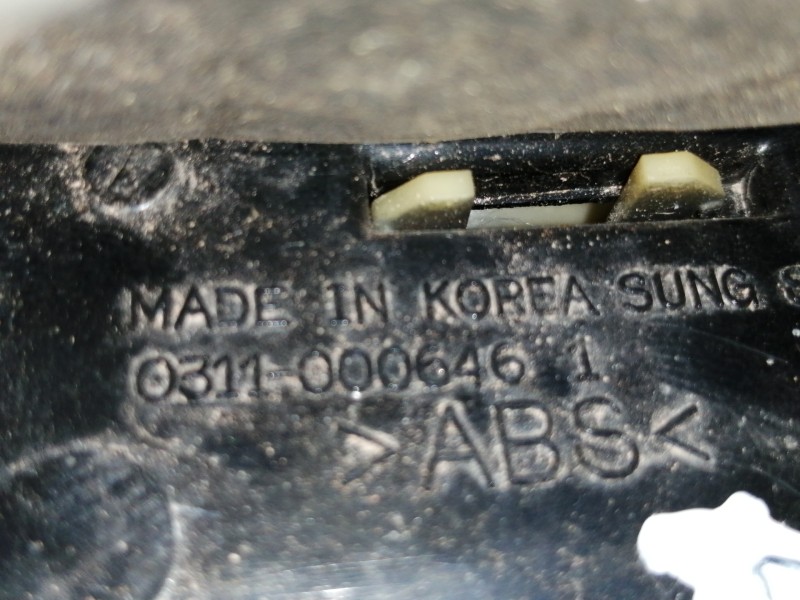 MADE IN KOREA SUNG S
0311-000646 1
>ABS<